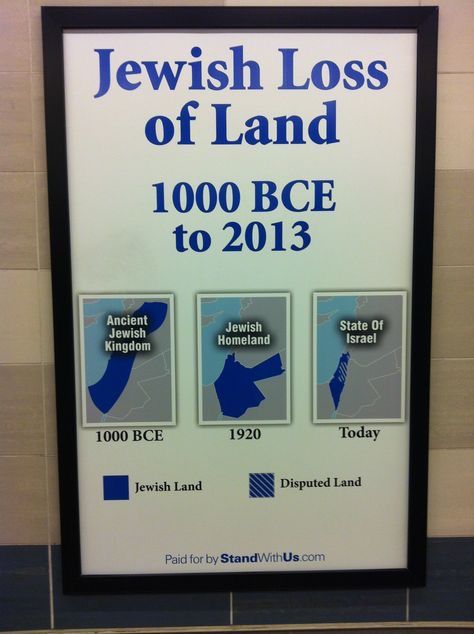 Jewish Loss
of Land
1000 BCE
to 2013
Ancient
Jewish
Kingdom
1000 BCE
Jewish
Homeland
1920
State Of
Israel
Today
Jewish Land
Disputed Land
Paid for by StandWithUs.com